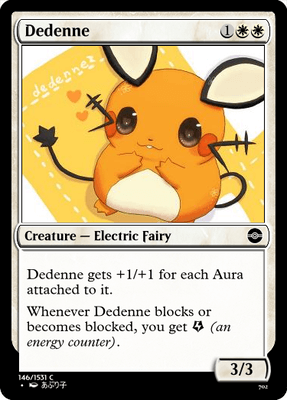 Dedenne 1
dedenne
Creature — Electric Fairy
Dedenne gets +1/+1 for each Aura
attached to it.
Whenever Dedenne blocks or
becomes blocked, you get (an
energy counter).
3/3
146/1531 C
あぶり子